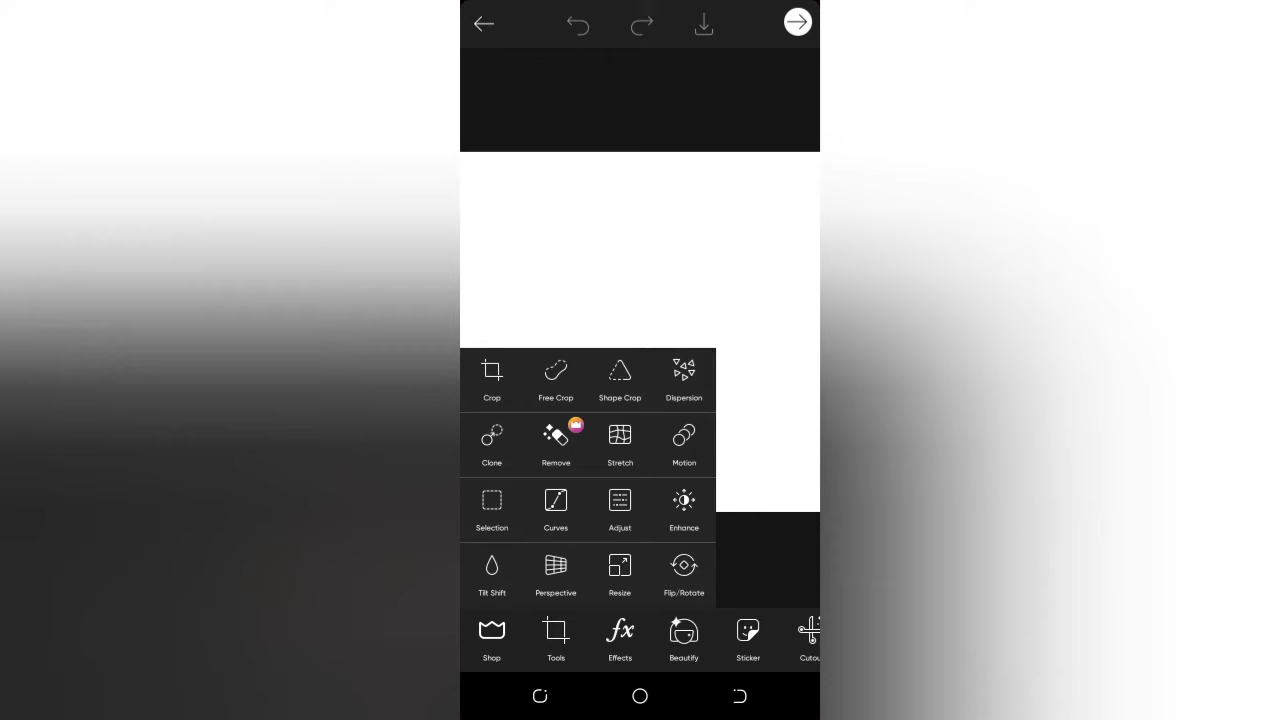 Crop Free Crop Shape Crop Dispersion
Clone Remove Stretch Motion
Selection Curves Adjust Enhance
Tilt Shift Perspective Resize Flip/Rotate
Shop Tools Effects Beautify Sticker Cutou